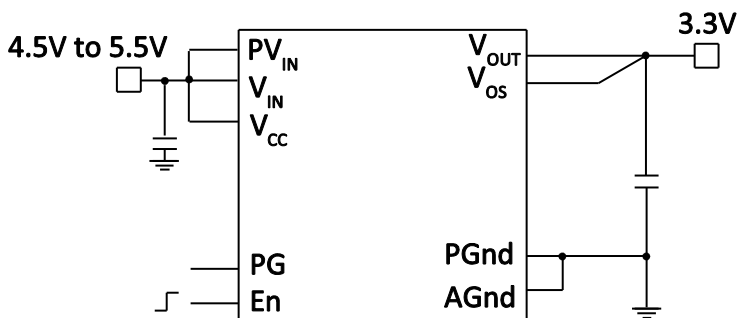 4.5V to 5.5V
3.3V
PVIN
VIN
VCC
VOUT
VOS
PG
En
PGnd
AGnd